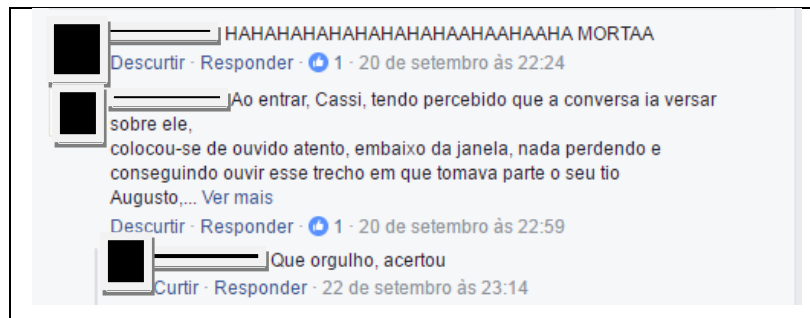 HAHAHAHAHAHAHAHAHAAHAAHAAHA MORTAA
Descurtir · Responder · 1 · 20 de setembro às 22:24
Ao entrar, Cassi, tendo percebido que a conversa ia versar
sobre ele,
colocou-se de ouvido atento, embaixo da janela, nada perdendo e
conseguindo ouvir esse trecho em que tomava parte o seu tio
Augusto,... Ver mais
Descurtir · Responder · 1 · 20 de setembro às 22:59
Que orgulho, acertou
Curtir · Responder · 22 de setembro às 23:14